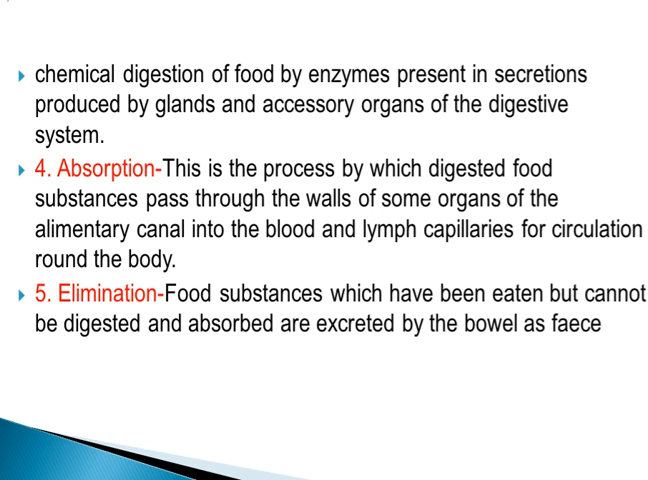 chemical digestion of food by enzymes present in secretions
produced by glands and accessory organs of the digestive
system.
4. Absorption-This is the process by which digested food
substances pass through the walls of some organs of the
alimentary canal into the blood and lymph capillaries for circulation
round the body.
5. Elimination-Food substances which have been eaten but cannot
be digested and absorbed are excreted by the bowel as faece